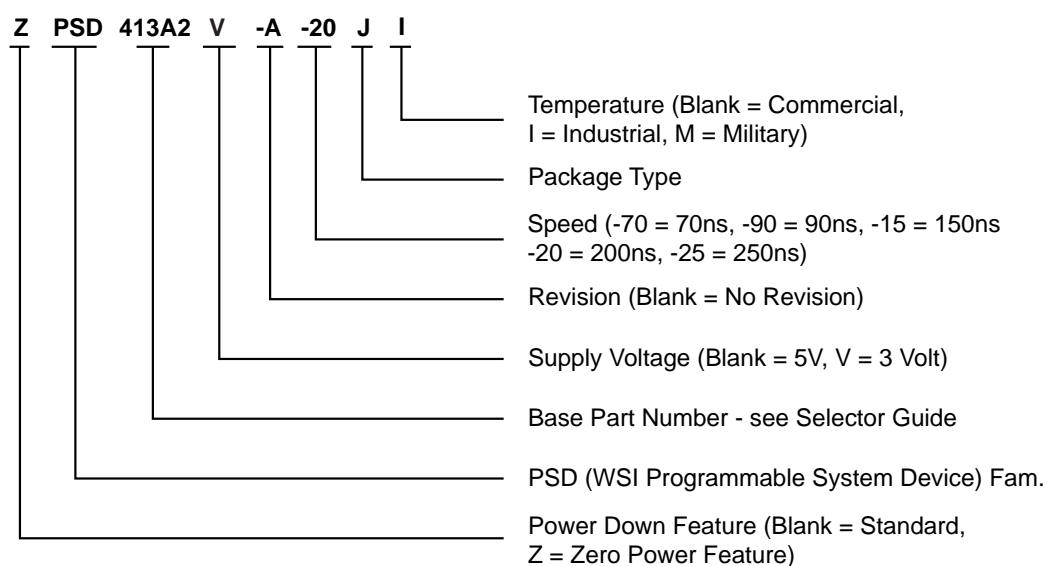 Z PSD 413A2 V -A -20 J I
Temperature (Blank = Commercial,
I = Industrial, M = Military)
Package Type
Speed (-70 = 70ns, -90 = 90ns, -15 = 150ns
-20 = 200ns, -25 = 250ns)
Revision (Blank = No Revision)
Supply Voltage (Blank = 5V, V = 3 Volt)
Base Part Number - see Selector Guide
PSD (WSI Programmable System Device) Fam.
Power Down Feature (Blank = Standard,
Z = Zero Power Feature)